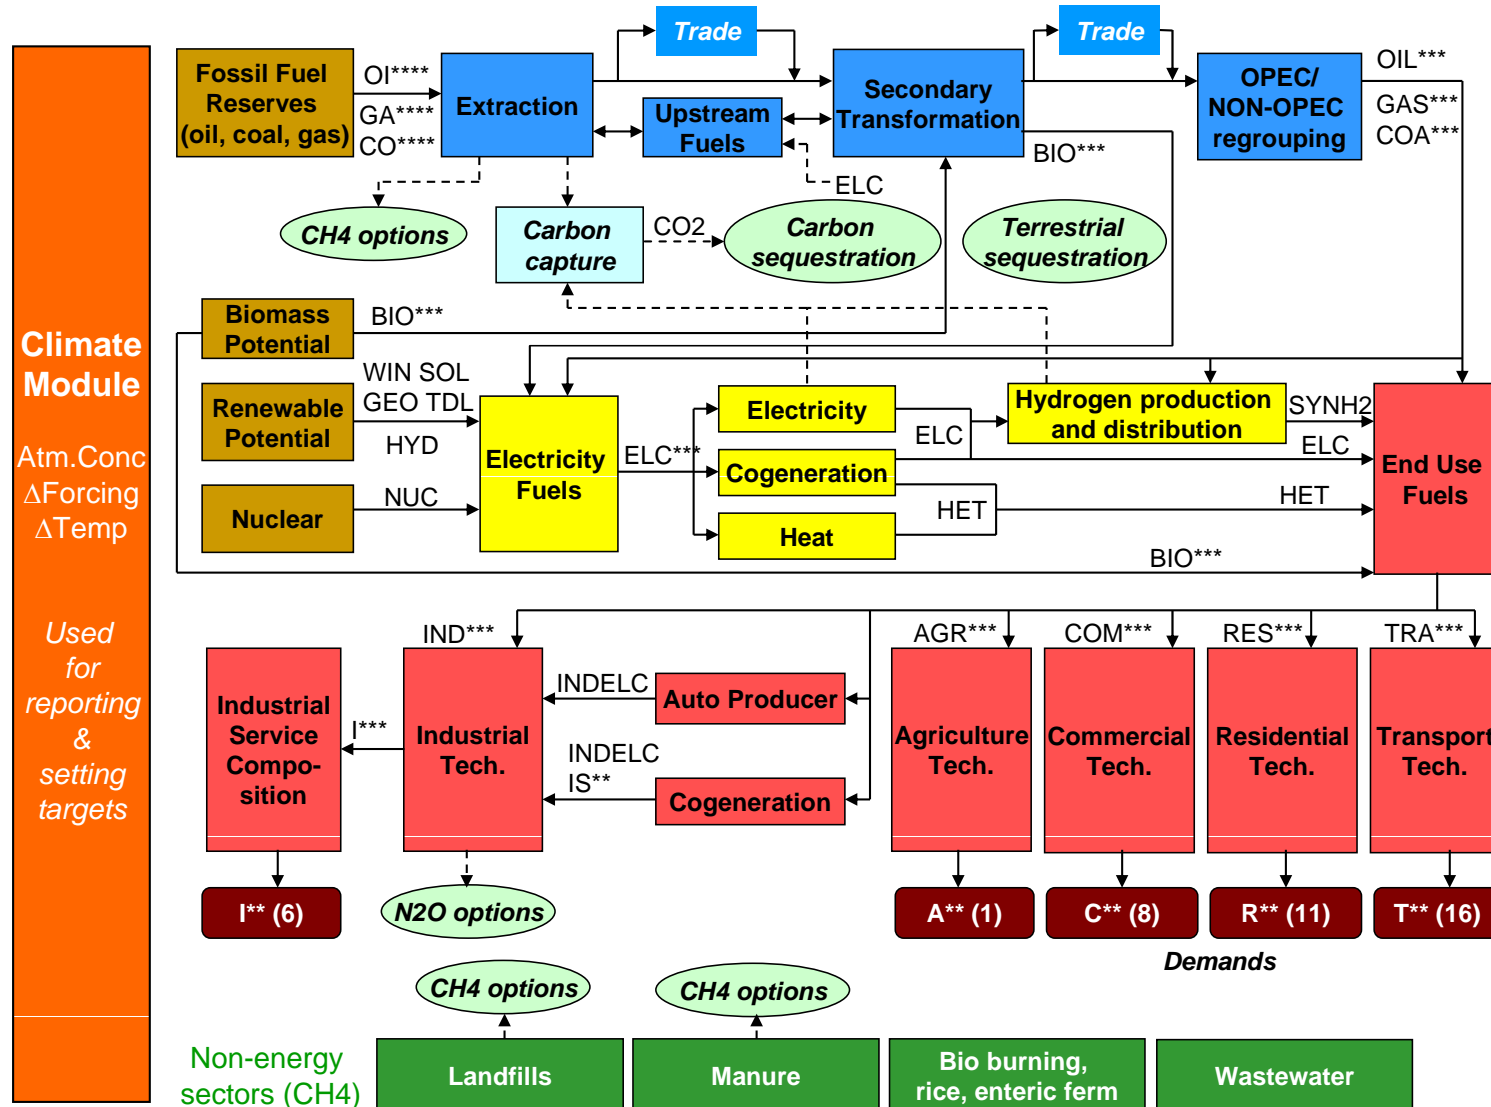 Trade
Trade
Fossil Fuel
Reserves
(oil, coal, gas)
OI****
GA****
CO****
Extraction
Upstream
Fuels
Secondary
Transformation
OPEC/
NON-OPEC
regrouping
OIL***
GAS***
COA***
BIO***
ELC
CH4 options
Carbon
capture
CO2
Carbon
sequestration
Terrestrial
sequestration
Climate
Module
Atm.Conc
ΔForcing
ΔTemp
Used
for
reporting
&
setting
targets
Biomass
Potential
BIO***
Renewable
Potential
WIN SOL
GEO TDL
HYD
Nuclear
NUC
Electricity
Fuels
ELC***
Electricity
Cogeneration
Heat
ELC
HET
Hydrogen production
and distribution
SYNH2
ELC
HET
BIO***
End Use
Fuels
IND***
AGR***
COM***
RES***
TRA***
Industrial
Service
Compo-
sition
I***
Industrial
Tech.
INDELC
Auto Producer
INDELC
IS**
Cogeneration
Agriculture
Tech.
Commercial
Tech.
Residential
Tech.
Transport
Tech.
I** (6)
N2O options
A** (1)
C** (8)
R** (11)
T** (16)
Demands
CH4 options
CH4 options
Non-energy
sectors (CH4)
Landfills
Manure
Bio burning,
rice, enteric ferm
Wastewater